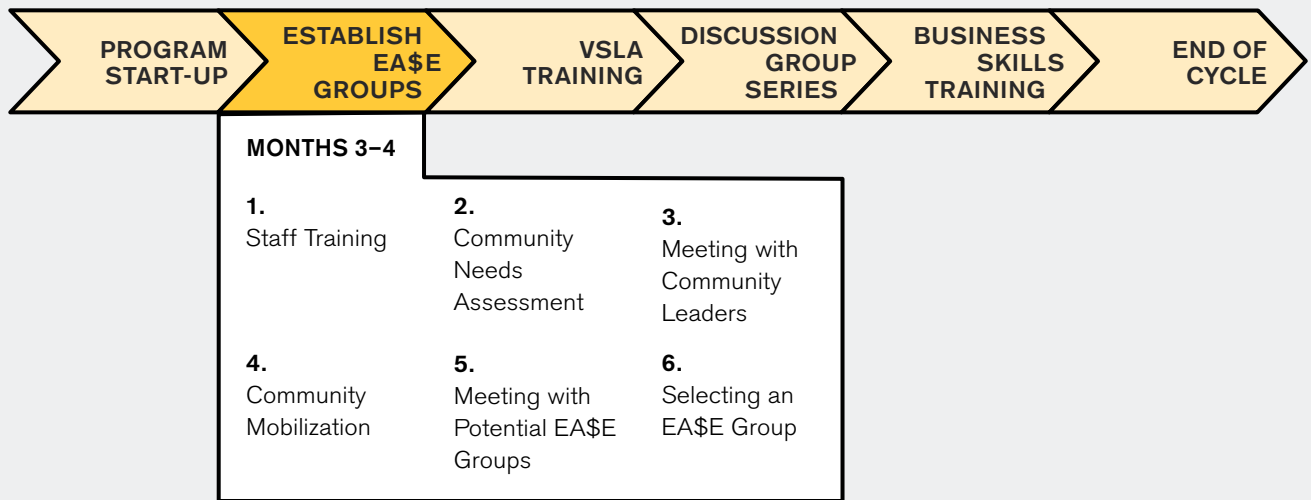 PROGRAM
START-UP
ESTABLISH
EA$E
GROUPS
VSLA
TRAINING
DISCUSSION
GROUP
SERIES
BUSINESS
SKILLS
TRAINING
END OF
CYCLE
MONTHS 3–4
1.
Staff Training
2.
Community
Needs
Assessment
3.
Meeting with
Community
Leaders
4.
Community
Mobilization
5.
Meeting with
Potential EA$E
Groups
6.
Selecting an
EA$E Group